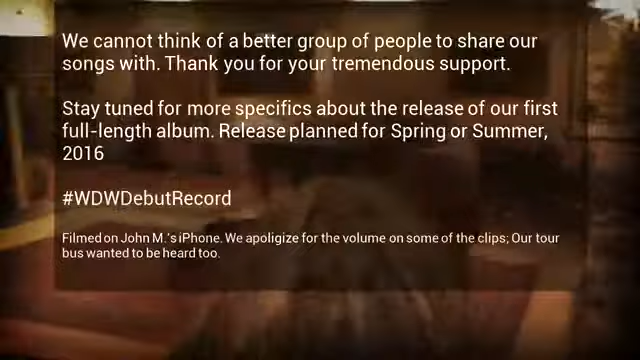 We cannot think of a better group of people to share our
songs with. Thank you for your tremendous support.
Stay tuned for more specifics about the release of our first
full-length album. Release planned for Spring or Summer,
2016
#WDWDebutRecord
Filmed on John M.'s iPhone. We apoligize for the volume on some of the clips; Our tour
bus wanted to be heard too.